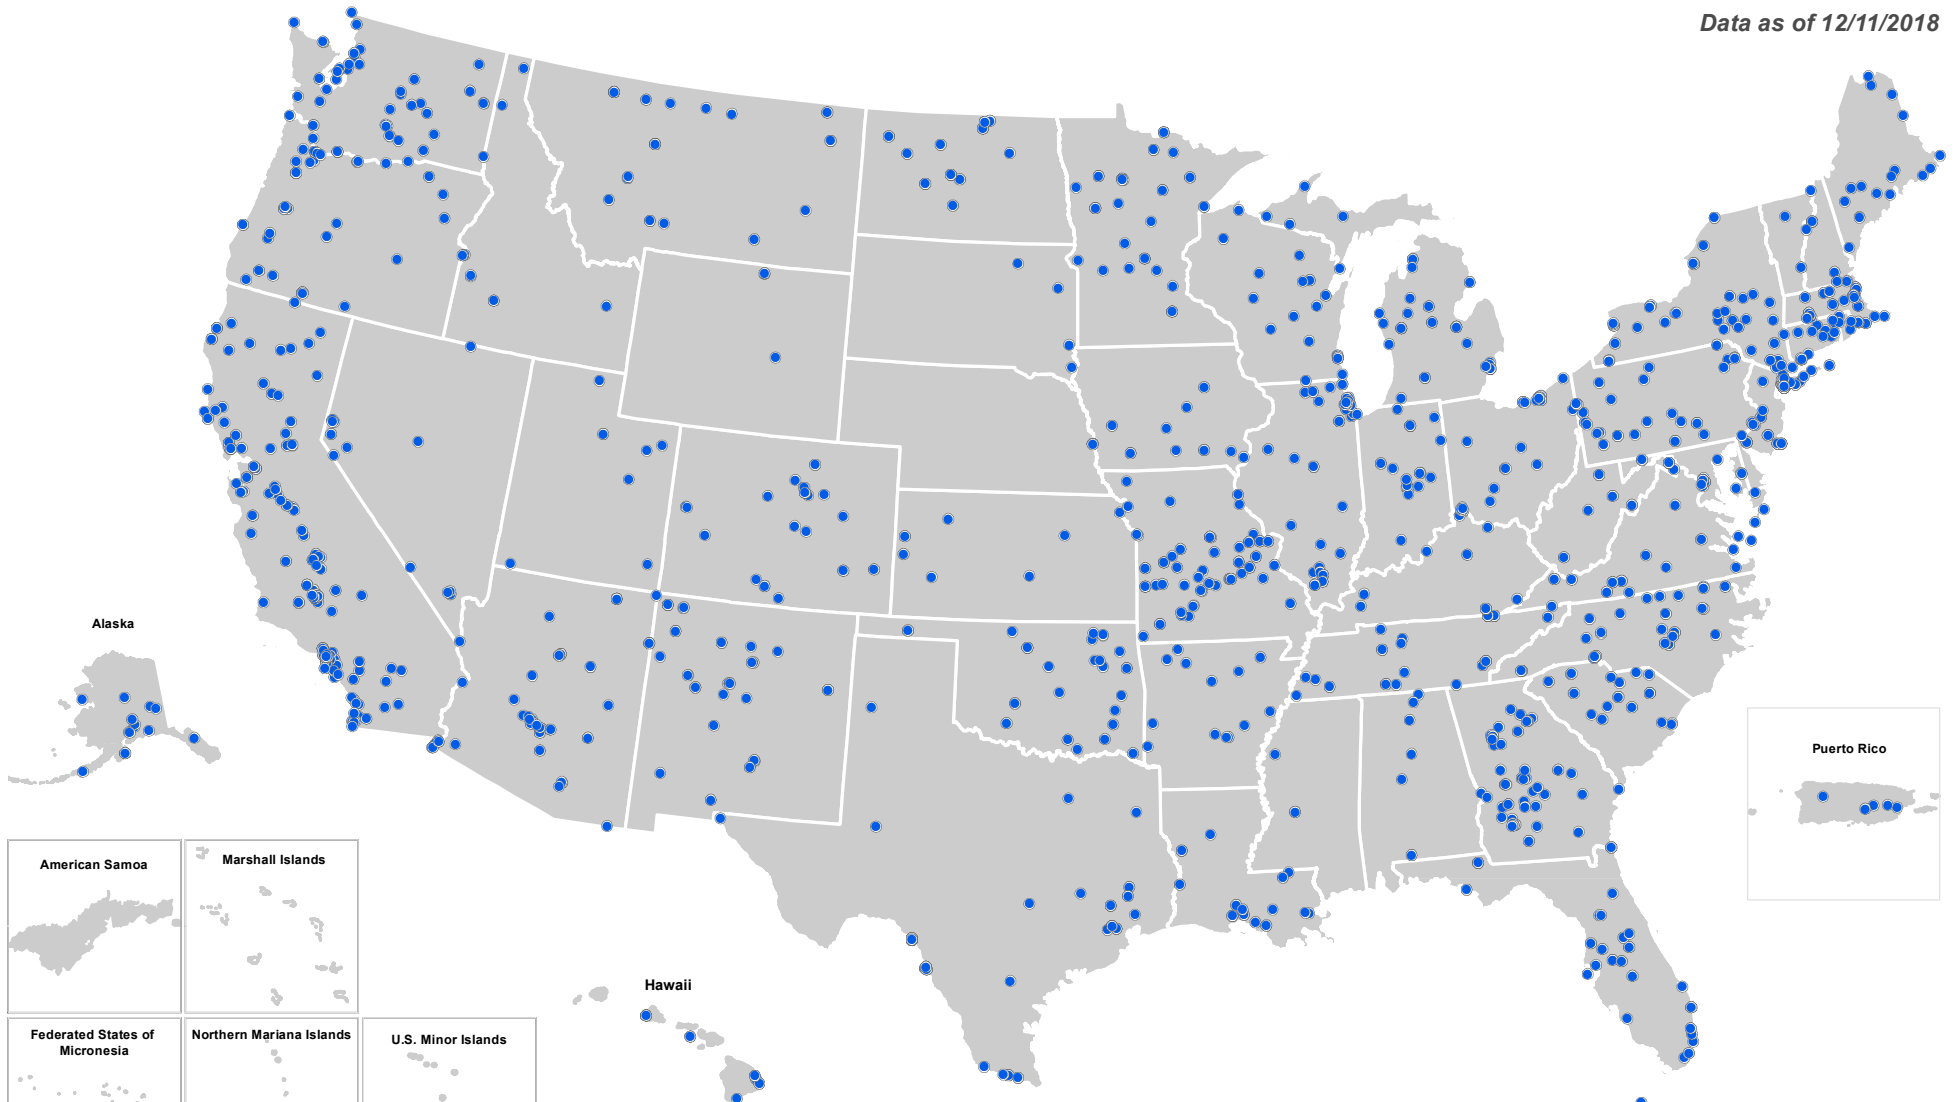 Data as of 12/11/2018
Alaska
Puerto Rico
American Samoa
Marshall Islands
Hawaii
Federated States of
Micronesia
Northern Mariana Islands
U.S. Minor Islands